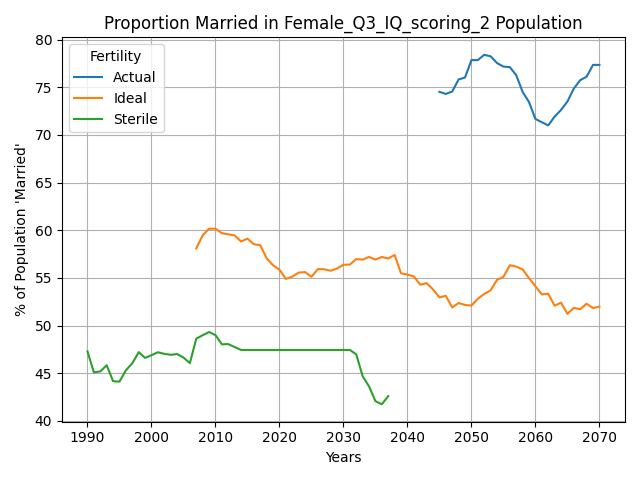 Proportion Married in Female_Q3_IQ_scoring_2 Population
% of Population 'Married'
80
75
70
65
60
55
50
45
40
Fertility
Actual
Ideal
Sterile
1990 2000 2010 2020 2030 2040 2050 2060 2070
Years